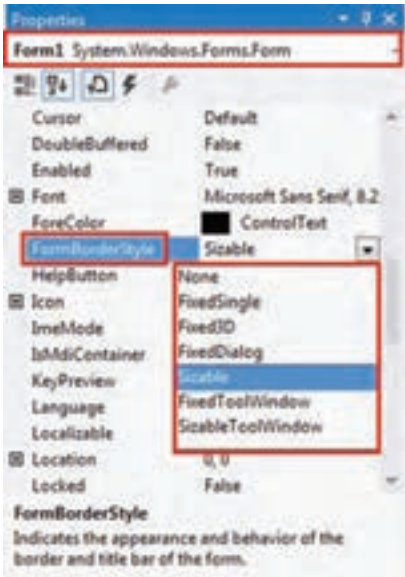 Properties
Form1 System.Windows.Forms.Form
Cursor Default
DoubleBuffered False
Enabled True
Font Microsoft Sans Serif, 8.2
ForeColor ControlText
FormBorderStyle Sizable
HelpButton
None
Icon
FixedSingle
ImeMode
Fixed3D
IsMdiContainer
FixedDialog
KeyPreview
Sizable
Language
FixedToolWindow
Localizable
SizableToolWindow
Location 0, 0
Locked False
FormBorderStyle
Indicates the appearance and behavior of the
border and title bar of the form.